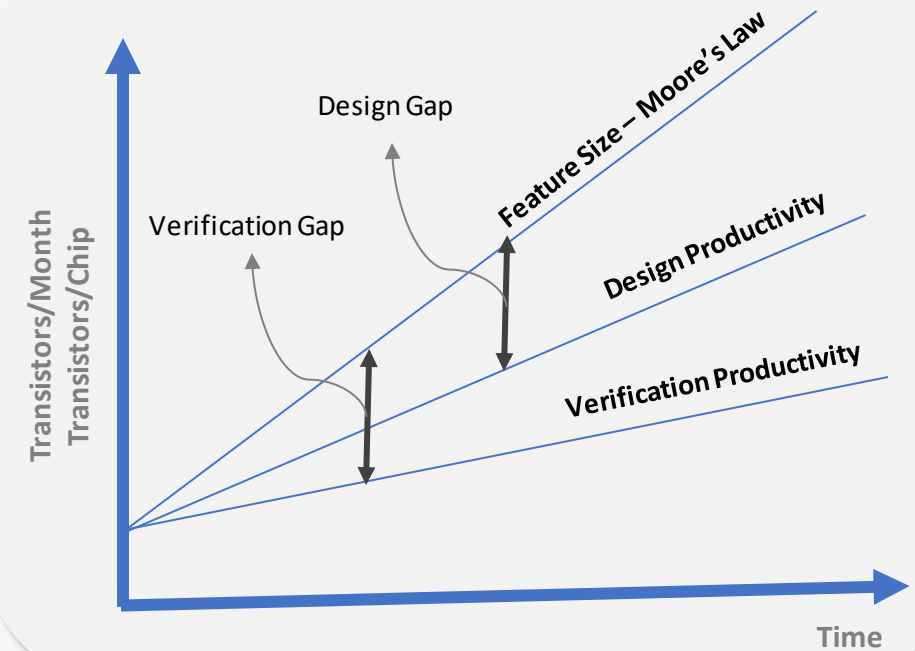 Design Gap
Verification Gap
Feature Size – Moore’s Law
Design Productivity
Verification Productivity
Transistors/Month
Transistors/Chip
Time